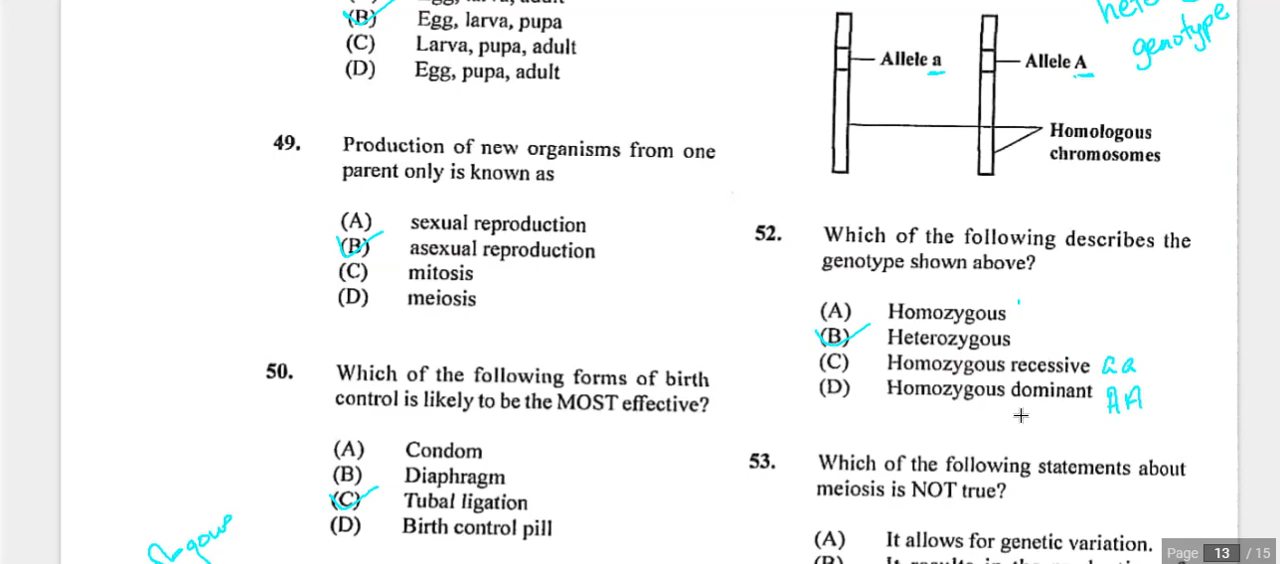 (B) Egg, larva, pupa
(C) Larva, pupa, adult
(D) Egg, pupa, adult
49. Production of new organisms from one
parent only is known as
(A) sexual reproduction
(B) asexual reproduction
(C) mitosis
(D) meiosis
50. Which of the following forms of birth
control is likely to be the MOST effective?
(A) Condom
(B) Diaphragm
(C) Tubal ligation
(D) Birth control pill
genotype
Allele a
Allele A
Homologous
chromosomes
52. Which of the following describes the
genotype shown above?
(A) Homozygous
(B) Heterozygous
(C) Homozygous recessive aa
(D) Homozygous dominant AA
53. Which of the following statements about
meiosis is NOT true?
(A) It allows for genetic variation.
Page 13 / 15